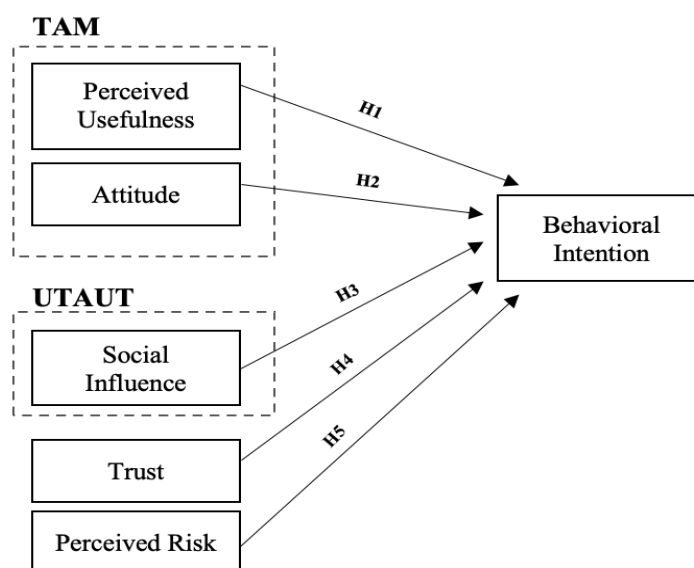 TAM
Perceived
Usefulness
H1
Attitude
H2
Behavioral
Intention
UTAUT
H3
Social
Influence
H4
Trust
H5
Perceived Risk